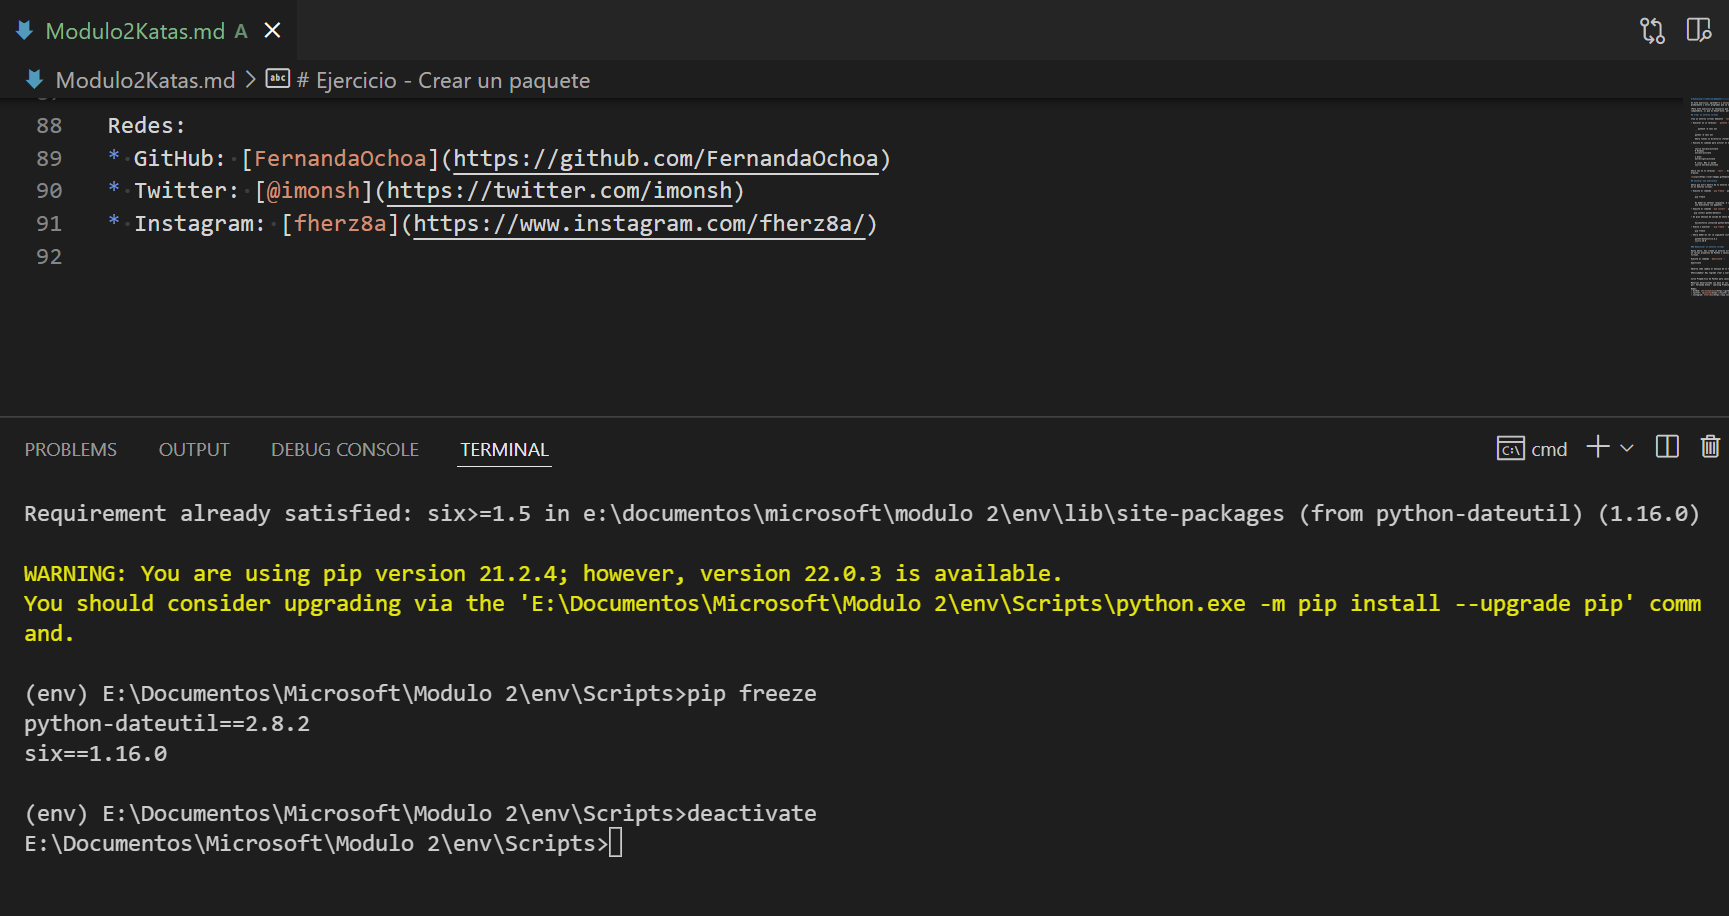 Modulo2Katas.md A
Modulo2Katas.md > abc # Ejercicio - Crear un paquete
88 Redes:
89 * GitHub: [FernandaOchoa](https://github.com/FernandaOchoa)
90 * Twitter: [@imonsh](https://twitter.com/imonsh)
91 * Instagram: [fherz8a](https://www.instagram.com/fherz8a/)
92
PROBLEMS OUTPUT DEBUG CONSOLE TERMINAL C:\ cmd
Requirement already satisfied: six>=1.5 in e:\documentos\microsoft\modulo 2\env\lib\site-packages (from python-dateutil) (1.16.0)
WARNING: You are using pip version 21.2.4; however, version 22.0.3 is available.
You should consider upgrading via the 'E:\Documentos\Microsoft\Modulo 2\env\Scripts\python.exe -m pip install --upgrade pip' comm
and.
(env) E:\Documentos\Microsoft\Modulo 2\env\Scripts>pip freeze
python-dateutil==2.8.2
six==1.16.0
(env) E:\Documentos\Microsoft\Modulo 2\env\Scripts>deactivate
E:\Documentos\Microsoft\Modulo 2\env\Scripts>